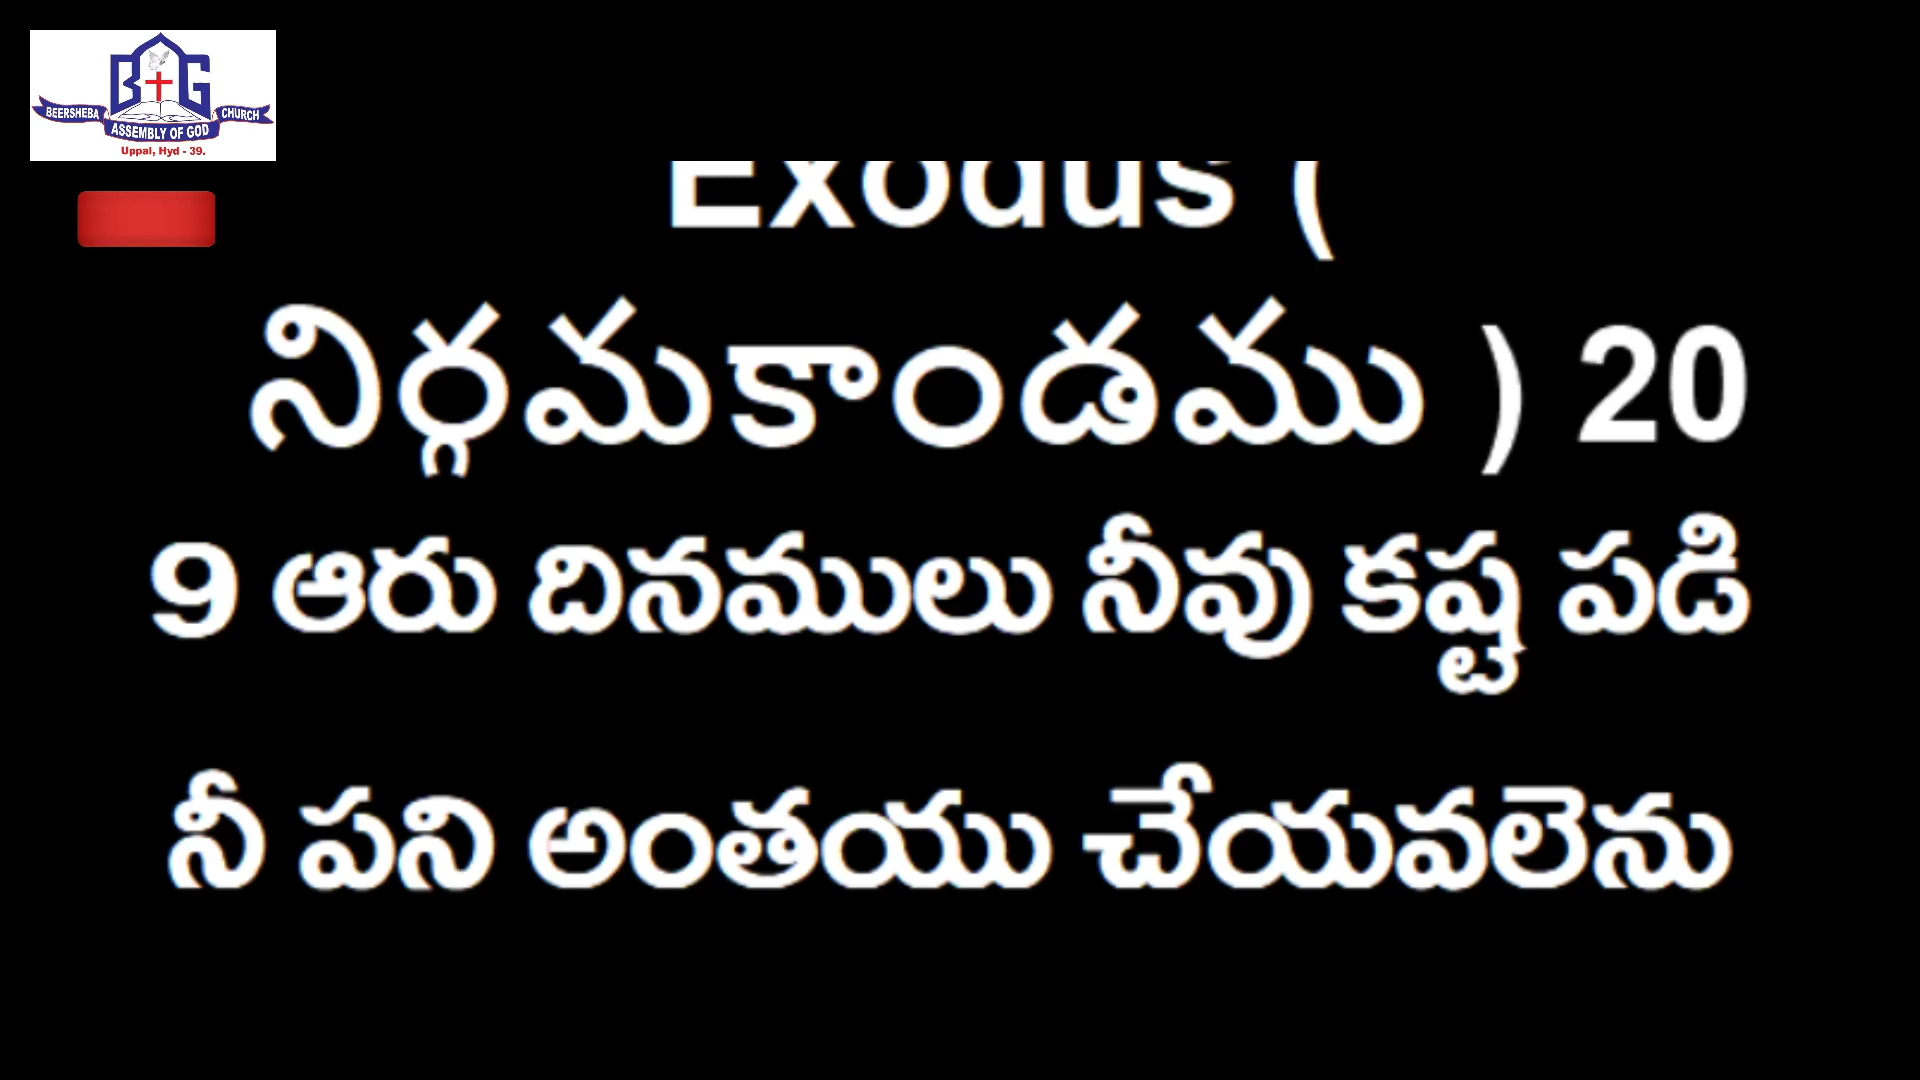 B G
BEERSHEBA CHURCH
ASSEMBLY OF GOD
Uppal, Hyd - 39.
Exodus (
నిర్గమకాండము ) 20
9 ఆరు దినములు నీవు కష్ట పడి
నీ పని అంతయు చేయవలెను